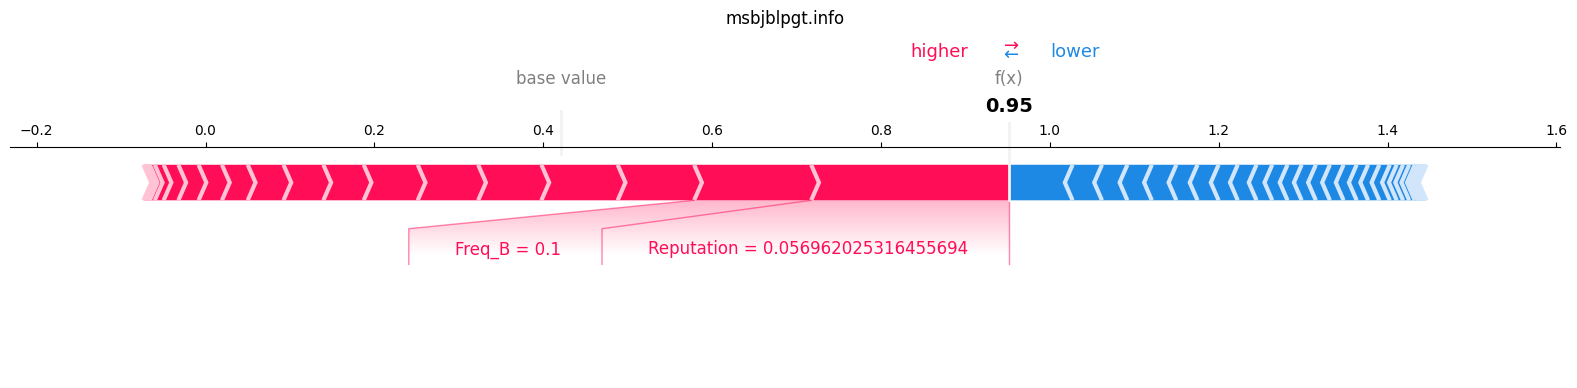 msbjblpgt.info
higher → ← lower
base value f(x)
0.95
−0.2 0.0 0.2 0.4 0.6 0.8 1.0 1.2 1.4 1.6
Freq_B = 0.1 Reputation = 0.056962025316455694